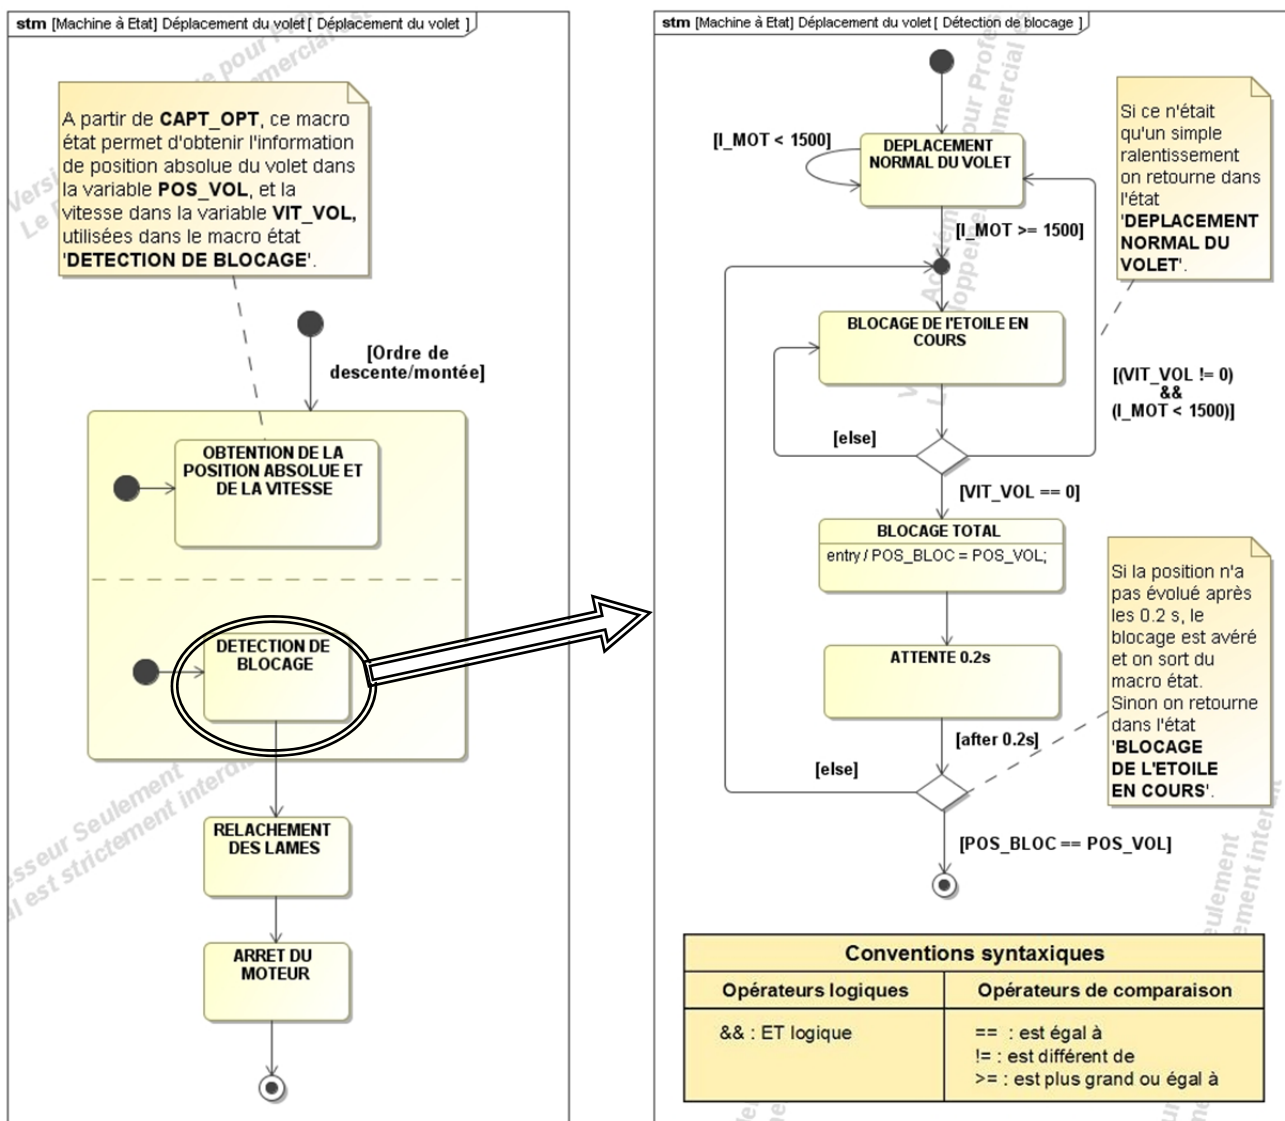 stm [Machine à Etat] Déplacement du volet [ Déplacement du volet ]
A partir de CAPT_OPT, ce macro
état permet d'obtenir l'information
de position absolue du volet dans
la variable POS_VOL, et la
vitesse dans la variable VIT_VOL,
utilisées dans le macro état
'DETECTION DE BLOCAGE'.
[Ordre de
descente/montée]
OBTENTION DE LA
POSITION ABSOLUE ET
DE LA VITESSE
DETECTION DE
BLOCAGE
RELACHEMENT
DES LAMES
ARRET DU
MOTEUR
esseur Seulement
al est strictement interdi
stm [Machine à Etat] Déplacement du volet [ Détection de blocage ]
[I_MOT < 1500]
DEPLACEMENT
NORMAL DU VOLET
Si ce n'était
qu'un simple
ralentissement
on retourne dans
l'état
'DEPLACEMENT
NORMAL DU
VOLET'.
[I_MOT >= 1500]
BLOCAGE DE l'ETOILE EN
COURS
[(VIT_VOL != 0)
&&
(I_MOT < 1500)]
[else]
[VIT_VOL == 0]
BLOCAGE TOTAL
entry / POS_BLOC = POS_VOL;
ATTENTE 0.2s
Si la position n'a
pas évolué après
les 0.2 s, le
blocage est avéré
et on sort du
macro état.
Sinon on retourne
dans l'état
'BLOCAGE
DE L'ETOILE
EN COURS'.
[after 0.2s]
[else]
[POS_BLOC == POS_VOL]
Conventions syntaxiques
Opérateurs logiques
Opérateurs de comparaison
&& : ET logique
== : est égal à
!= : est différent de
>= : est plus grand ou égal à